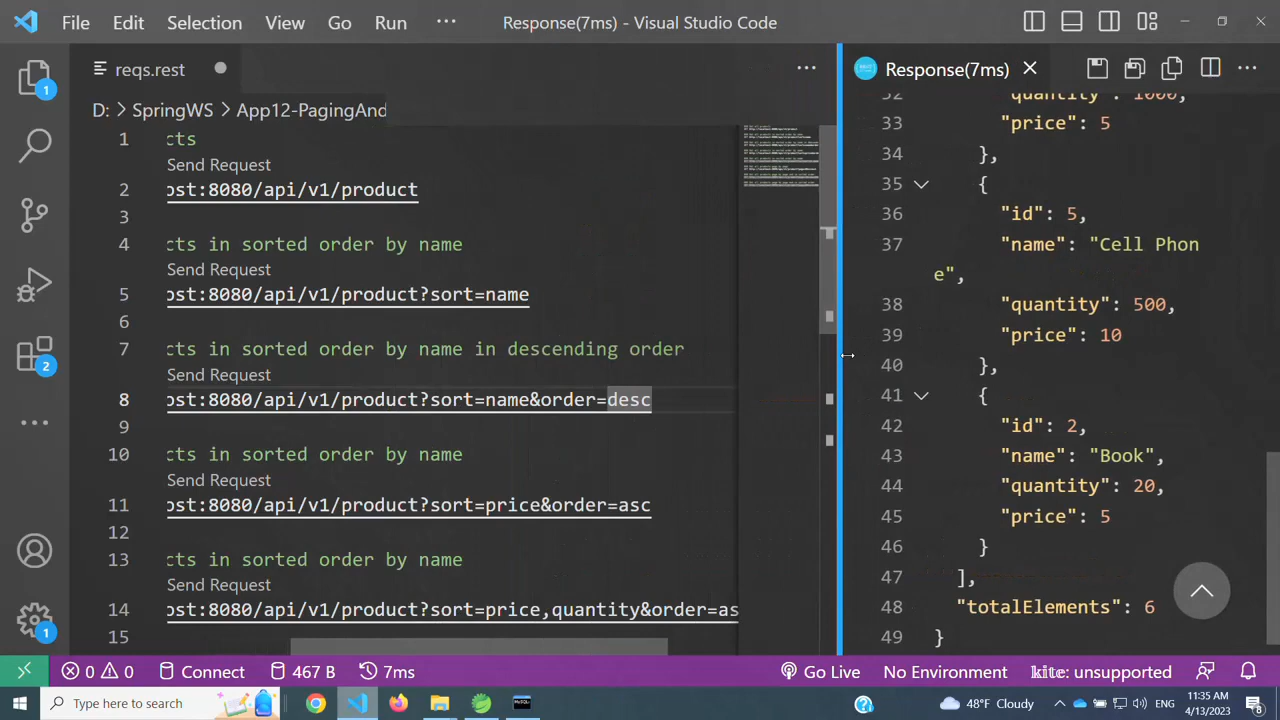 File Edit Selection View Go Run ··· Response(7ms) - Visual Studio Code
reqs.rest
D: > SpringWS > App12-PagingAnd
1 cts
Send Request
2 ost:8080/api/v1/product
3
4 cts in sorted order by name
Send Request
5 ost:8080/api/v1/product?sort=name
6
7 cts in sorted order by name in descending order
Send Request
8 ost:8080/api/v1/product?sort=name&order=desc
9
10 cts in sorted order by name
Send Request
11 ost:8080/api/v1/product?sort=price&order=asc
12
13 cts in sorted order by name
Send Request
14 ost:8080/api/v1/product?sort=price,quantity&order=as
15
Response(7ms)
32 "quantity": 1000,
33 "price": 5
34 },
35 {
36 "id": 5,
37 "name": "Cell Phon
e",
38 "quantity": 500,
39 "price": 10
40 },
41 {
42 "id": 2,
43 "name": "Book",
44 "quantity": 20,
45 "price": 5
46 }
47 ],
48 "totalElements": 6
49 }
1
2
1
0 0 Connect 467 B 7ms Go Live No Environment kite: unsupported
Type here to search 48°F Cloudy ENG 11:35 AM
4/13/2023 8